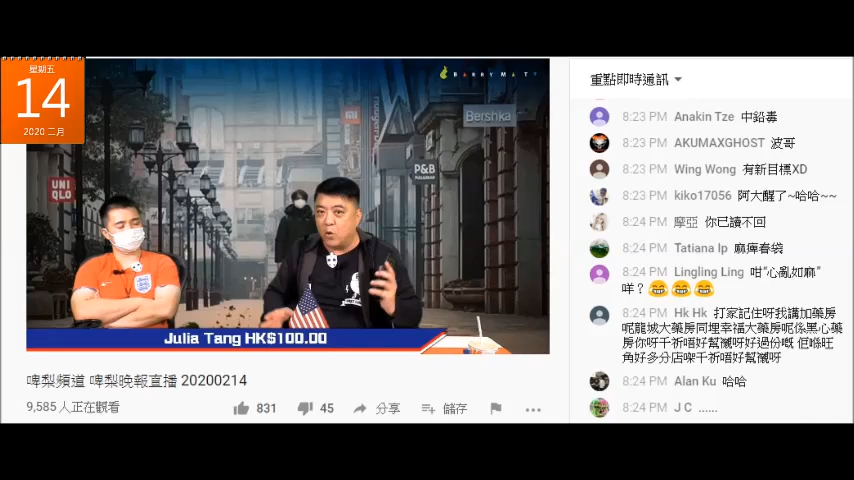 星期五
14
2020 二月
BARRYMATT
Bershka
P&B
UNI
QLO
Julia Tang HK$100.00
啤梨頻道 啤梨晚報直播 20200214
9,585 人正在觀看
831
45
分享
儲存
重點即時通訊
8:23 PM Anakin Tze 中鉛毒
8:23 PM AKUMAXGHOST 波哥
8:23 PM Wing Wong 有新目標XD
8:23 PM kiko17056 阿大醒了~哈哈~~
8:24 PM 摩亞 你已讀不回
8:24 PM Tatiana Ip 麻痺春袋
8:24 PM Lingling Ling 咁"心亂如麻"
咩？😂😂😂
8:24 PM Hk Hk 打家記住呀我講加藥房
呢龍城大藥房同埋幸福大藥房呢係黑心藥
房你呀千祈唔好幫襯呀好過份嘅 佢喺旺
角好多分店㗎千祈唔好幫襯呀
8:24 PM Alan Ku 哈哈
8:24 PM J C ......